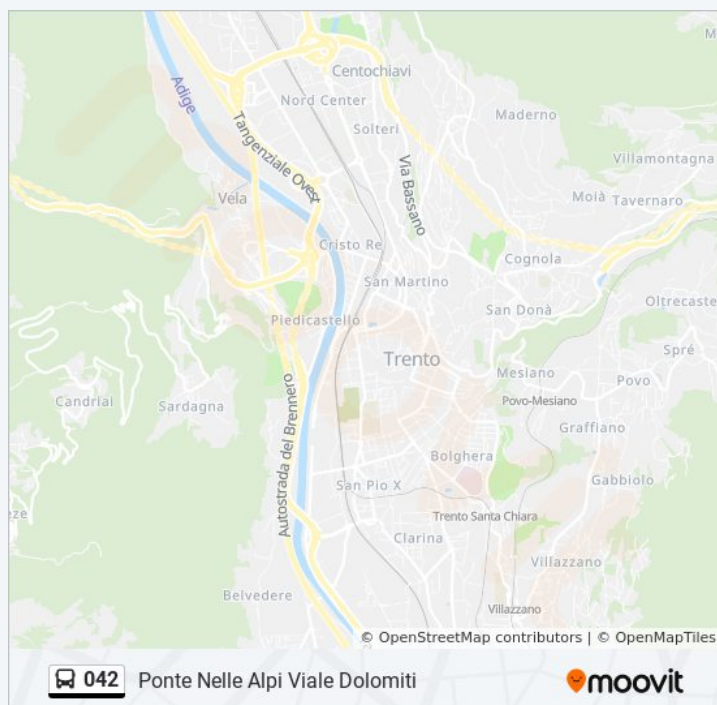 Centochiavi
Adige
Nord Center
Maderno
Solteri
Tangenziale Ovest
Via Bassano
Villamontagna
Vela
Moià
Tavernaro
Cristo Re
Cognola
San Martino
Oltrecaste
San Donà
Piedicastello
Trento
Spré
Mesiano
Povo
Candrial
Sardagna
Povo-Mesiano
Autostrada del Brennero
Graffiano
Bolghera
Gabbiolo
San Pio X
eze
Trento Santa Chiara
Clarina
Villazzano
Belvedere
Villazzano
© OpenStreetMap contributors | © OpenMapTiles
042 Ponte Nelle Alpi Viale Dolomiti
moovit